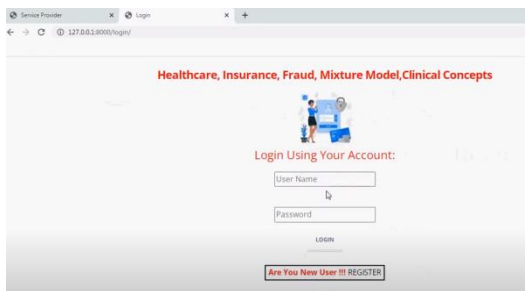 Service Provider
Login
127.0.0.1:8000/login/
Healthcare, Insurance, Fraud, Mixture Model,Clinical Concepts
Login Using Your Account:
User Name
Password
LOGIN
Are You New User !!! REGISTER